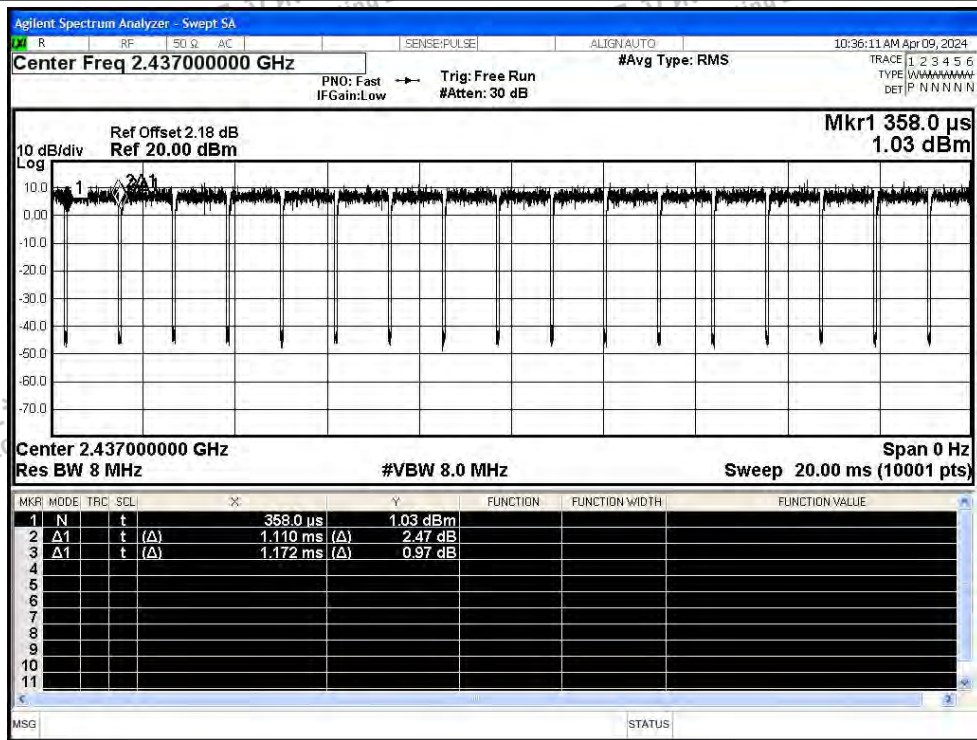 Agilent Spectrum Analyzer - Swept SA
R RF 50 Ω AC SENSE:PULSE ALIGN AUTO 10:36:11 AM Apr 09, 2024
Center Freq 2.437000000 GHz #Avg Type: RMS TRACE 1 2 3 4 5 6
PNO: Fast Trig: Free Run TYPE
IFGain:Low #Atten: 30 dB DET P N N N N N
Mkr1 358.0 µs
Ref Offset 2.18 dB
10 dB/div Ref 20.00 dBm 1.03 dBm
Log
10.0
1 2Δ1
0.00
-10.0
-20.0
-30.0
-40.0
-50.0
-60.0
-70.0
Center 2.437000000 GHz Span 0 Hz
Res BW 8 MHz #VBW 8.0 MHz Sweep 20.00 ms (10001 pts)
MKR MODE TRC SCL X Y FUNCTION FUNCTION WIDTH FUNCTION VALUE
1 N t 358.0 µs 1.03 dBm
2 Δ1 t (Δ) 1.110 ms (Δ) 2.47 dB
3 Δ1 t (Δ) 1.172 ms (Δ) 0.97 dB
4
5
6
7
8
9
10
11
MSG STATUS